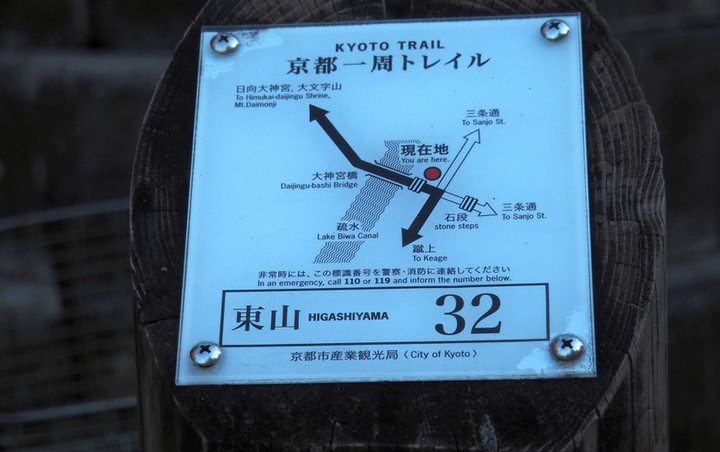 KYOTO TRAIL
京都一周トレイル
日向大神宮, 大文字山
To Himukai-daijingu Shrine,
Mt.Daimonji
三条通
To Sanjo St.
現在地
You are here.
大神宮橋
Daijingu-bashi Bridge
三条通
To Sanjo St.
石段
stone steps
疏水
Lake Biwa Canal
蹴上
To Keage
非常時には、この標識番号を警察・消防に連絡してください
In an emergency, call 110 or 119 and inform the number below.
東山 HIGASHIYAMA 32
京都市産業観光局〈City of Kyoto〉